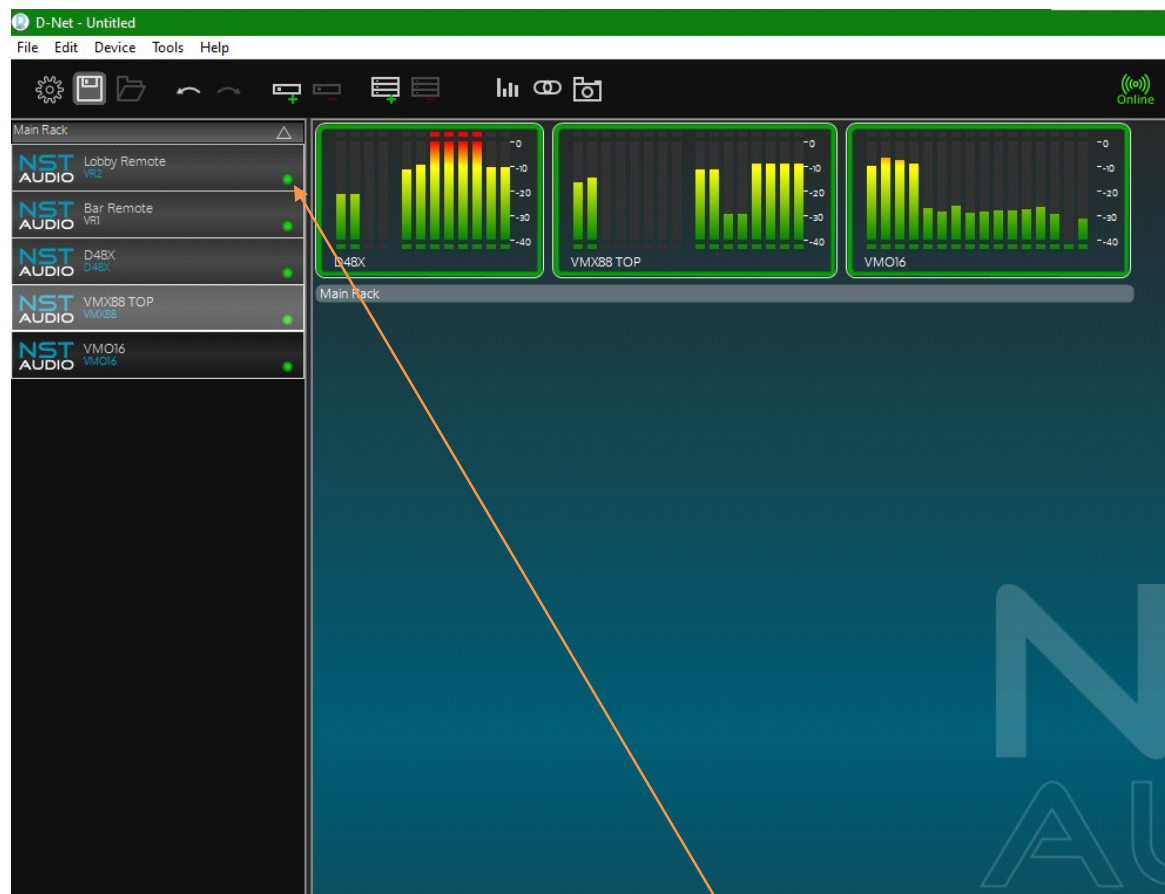 D-Net - Untitled
File Edit Device Tools Help
Online
Main Rack
NST AUDIO Lobby Remote
VR2
NST AUDIO Bar Remote
VR1
NST AUDIO D48X
D48X
NST AUDIO VMX88 TOP
VMX88
NST AUDIO VMO16
VMO16
-0
-10
-20
-30
-40
D48X
-0
-10
-20
-30
-40
VMX88 TOP
-0
-10
-20
-30
-40
VMO16
Main Rack
N
AU